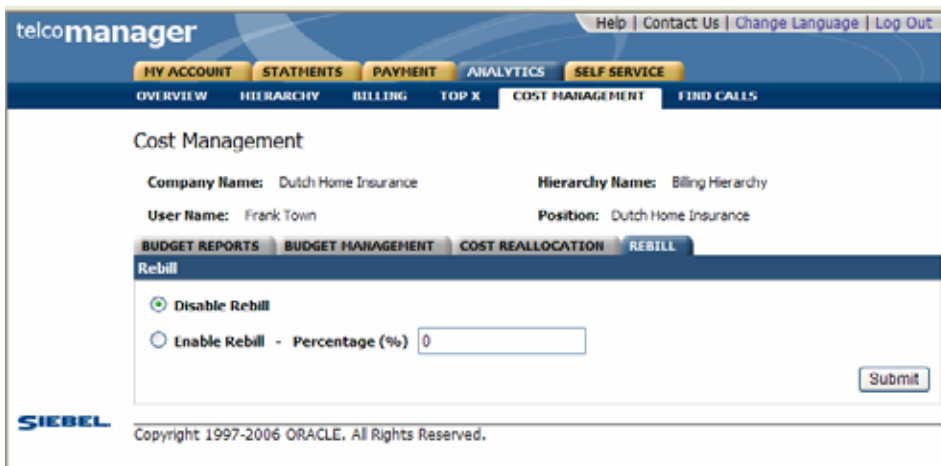 telcomanager
Help | Contact Us | Change Language | Log Out
MY ACCOUNT STATMENTS PAYMENT ANALYTICS SELF SERVICE
OVERVIEW HIERARCHY BILLING TOP X COST MANAGEMENT FIND CALLS
Cost Management
Company Name: Dutch Home Insurance Hierarchy Name: Billing Hierarchy
User Name: Frank Town Position: Dutch Home Insurance
BUDGET REPORTS BUDGET MANAGEMENT COST REALLOCATION REBILL
Rebill
Disable Rebill
Enable Rebill - Percentage (%) 0
Submit
SIEBEL.
Copyright 1997-2006 ORACLE. All Rights Reserved.